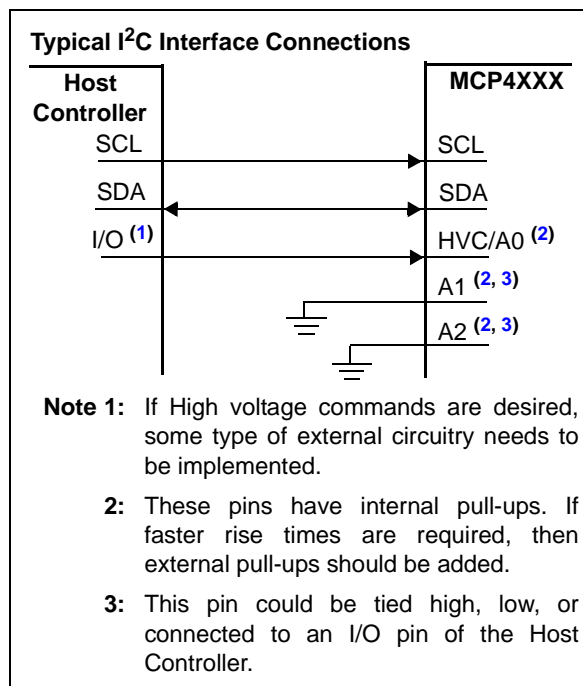 Typical I²C Interface Connections
Host
Controller
MCP4XXX
SCL
SCL
SDA
SDA
I/O (1)
HVC/A0 (2)
A1 (2, 3)
A2 (2, 3)
Note 1: If High voltage commands are desired,
some type of external circuitry needs to
be implemented.
2: These pins have internal pull-ups. If
faster rise times are required, then
external pull-ups should be added.
3: This pin could be tied high, low, or
connected to an I/O pin of the Host
Controller.